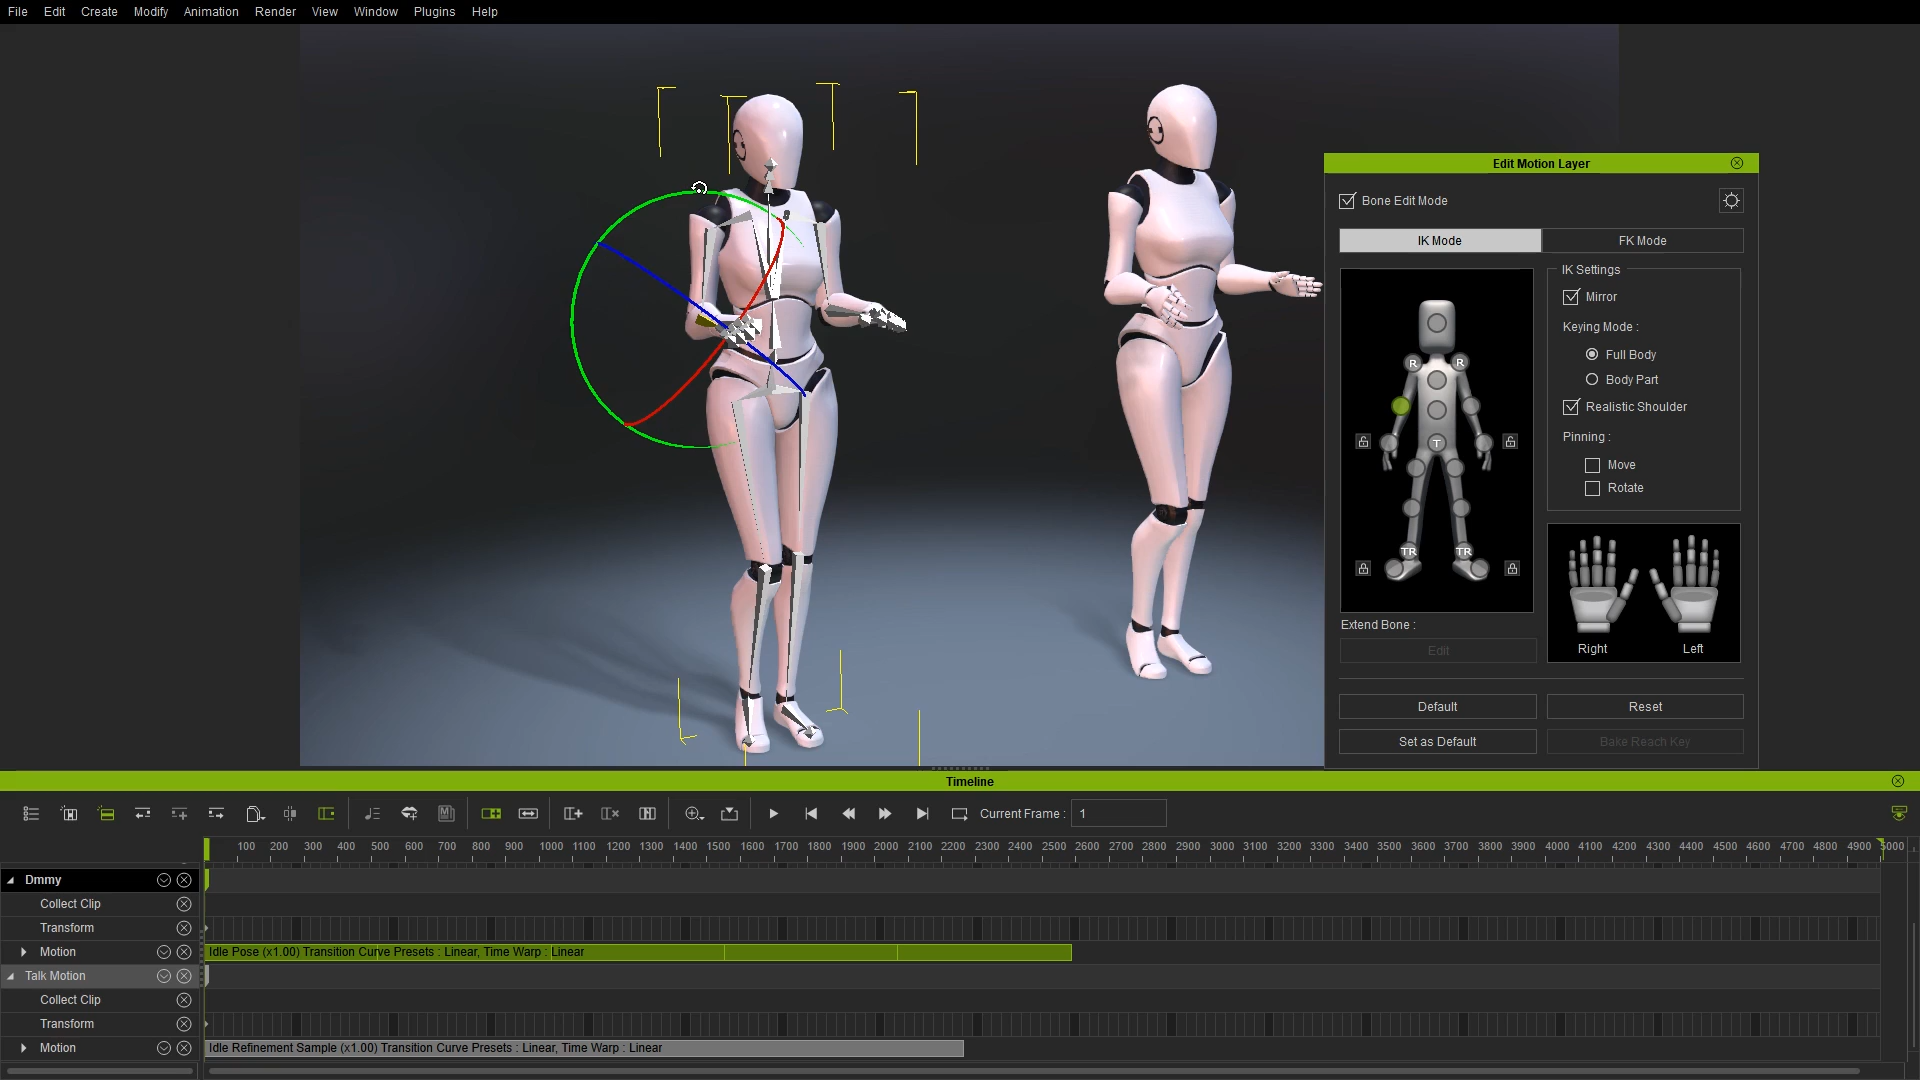 File Edit Create Modify Animation Render View Window Plugins Help
Edit Motion Layer
Bone Edit Mode
IK Mode FK Mode
IK Settings
Mirror
Keying Mode :
Full Body
Body Part
Realistic Shoulder
Pinning :
Move
Rotate
R R
T
TR TR
Extend Bone :
Edit
Right Left
Default Reset
Set as Default Bake Reach Key
Timeline
Current Frame : 1
100 200 300 400 500 600 700 800 900 1000 1100 1200 1300 1400 1500 1600 1700 1800 1900 2000 2100 2200 2300 2400 2500 2600 2700 2800 2900 3000 3100 3200 3300 3400 3500 3600 3700 3800 3900 4000 4100 4200 4300 4400 4500 4600 4700 4800 4900 5000
Dmmy
Collect Clip
Transform
Motion Idle Pose (x1.00) Transition Curve Presets : Linear, Time Warp : Linear
Talk Motion
Collect Clip
Transform
Motion Idle Refinement Sample (x1.00) Transition Curve Presets : Linear, Time Warp : Linear